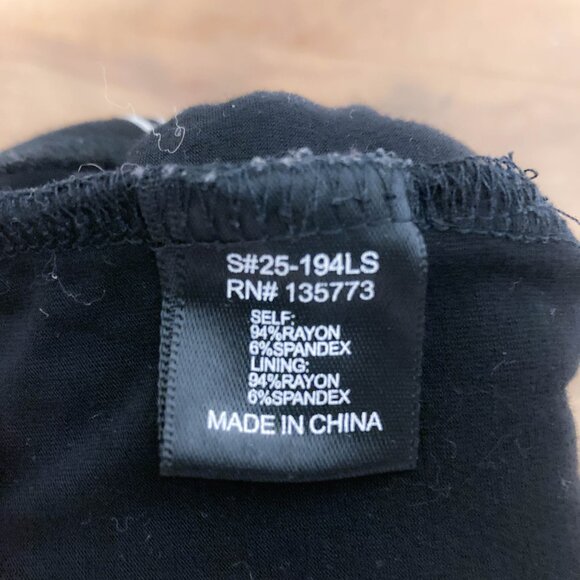 S#25-194LS
RN# 135773
SELF:
94%RAYON
6%SPANDEX
LINING:
94%RAYON
6%SPANDEX
MADE IN CHINA